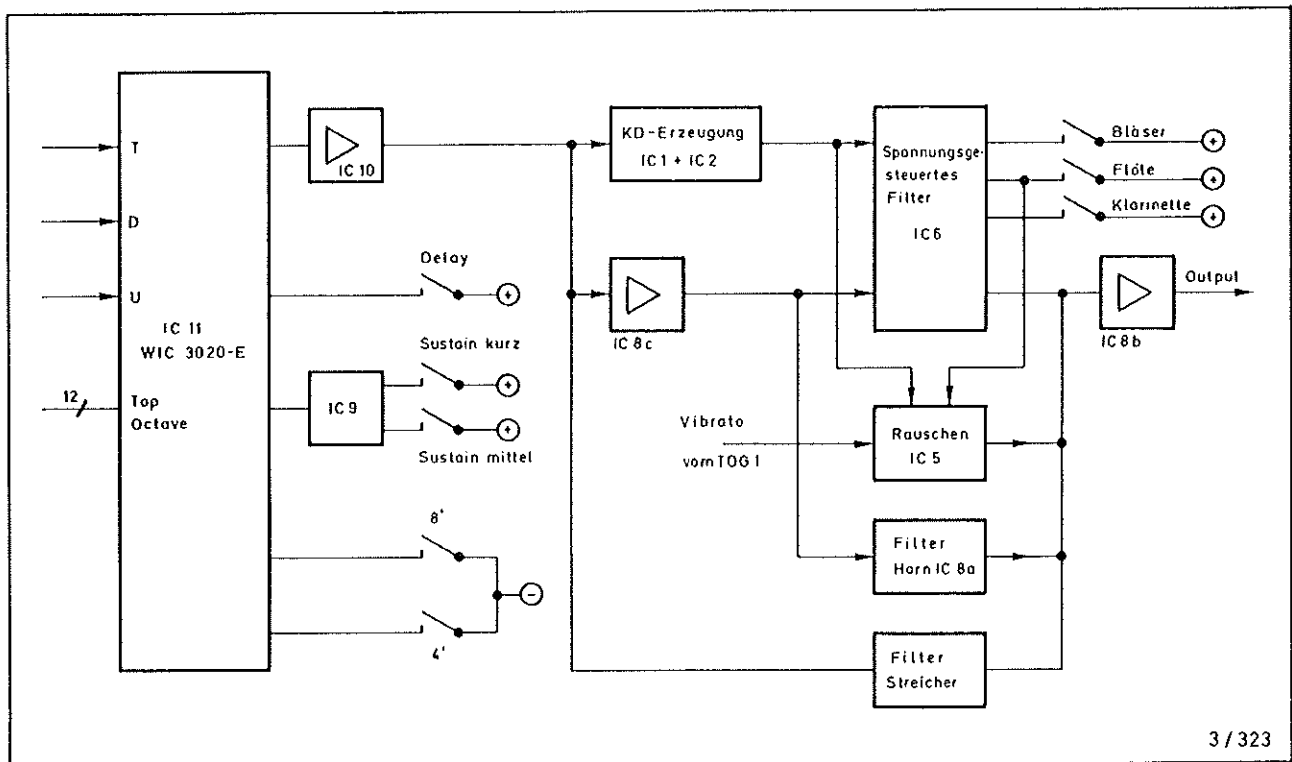 T
D
U
IC 11
WIC 3020-E
12
Top
Octave
IC 10
Delay
Sustain kurz
IC 9
Sustain mittel
8'
4'
KD-Erzeugung
IC 1 + IC 2
IC 8c
Spannungsge-
steuertes
Filter
IC 6
Bläser
Flöte
Klarinette
Output
IC 8b
Vibrato
vom TOG 1
Rauschen
IC 5
Filter
Horn IC 8a
Filter
Streicher
3 / 323